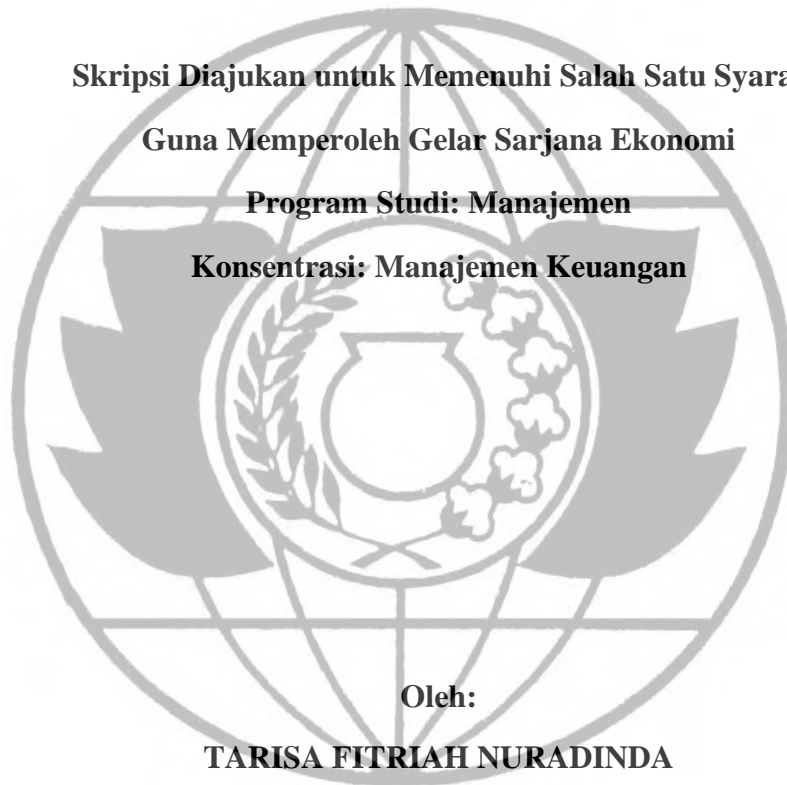 Skripsi Diajukan untuk Memenuhi Salah Satu Syara
Guna Memperoleh Gelar Sarjana Ekonomi
Program Studi: Manajemen
Konsentrasi: Manajemen Keuangan
Oleh:
TARISA FITRIAH NURADINDA